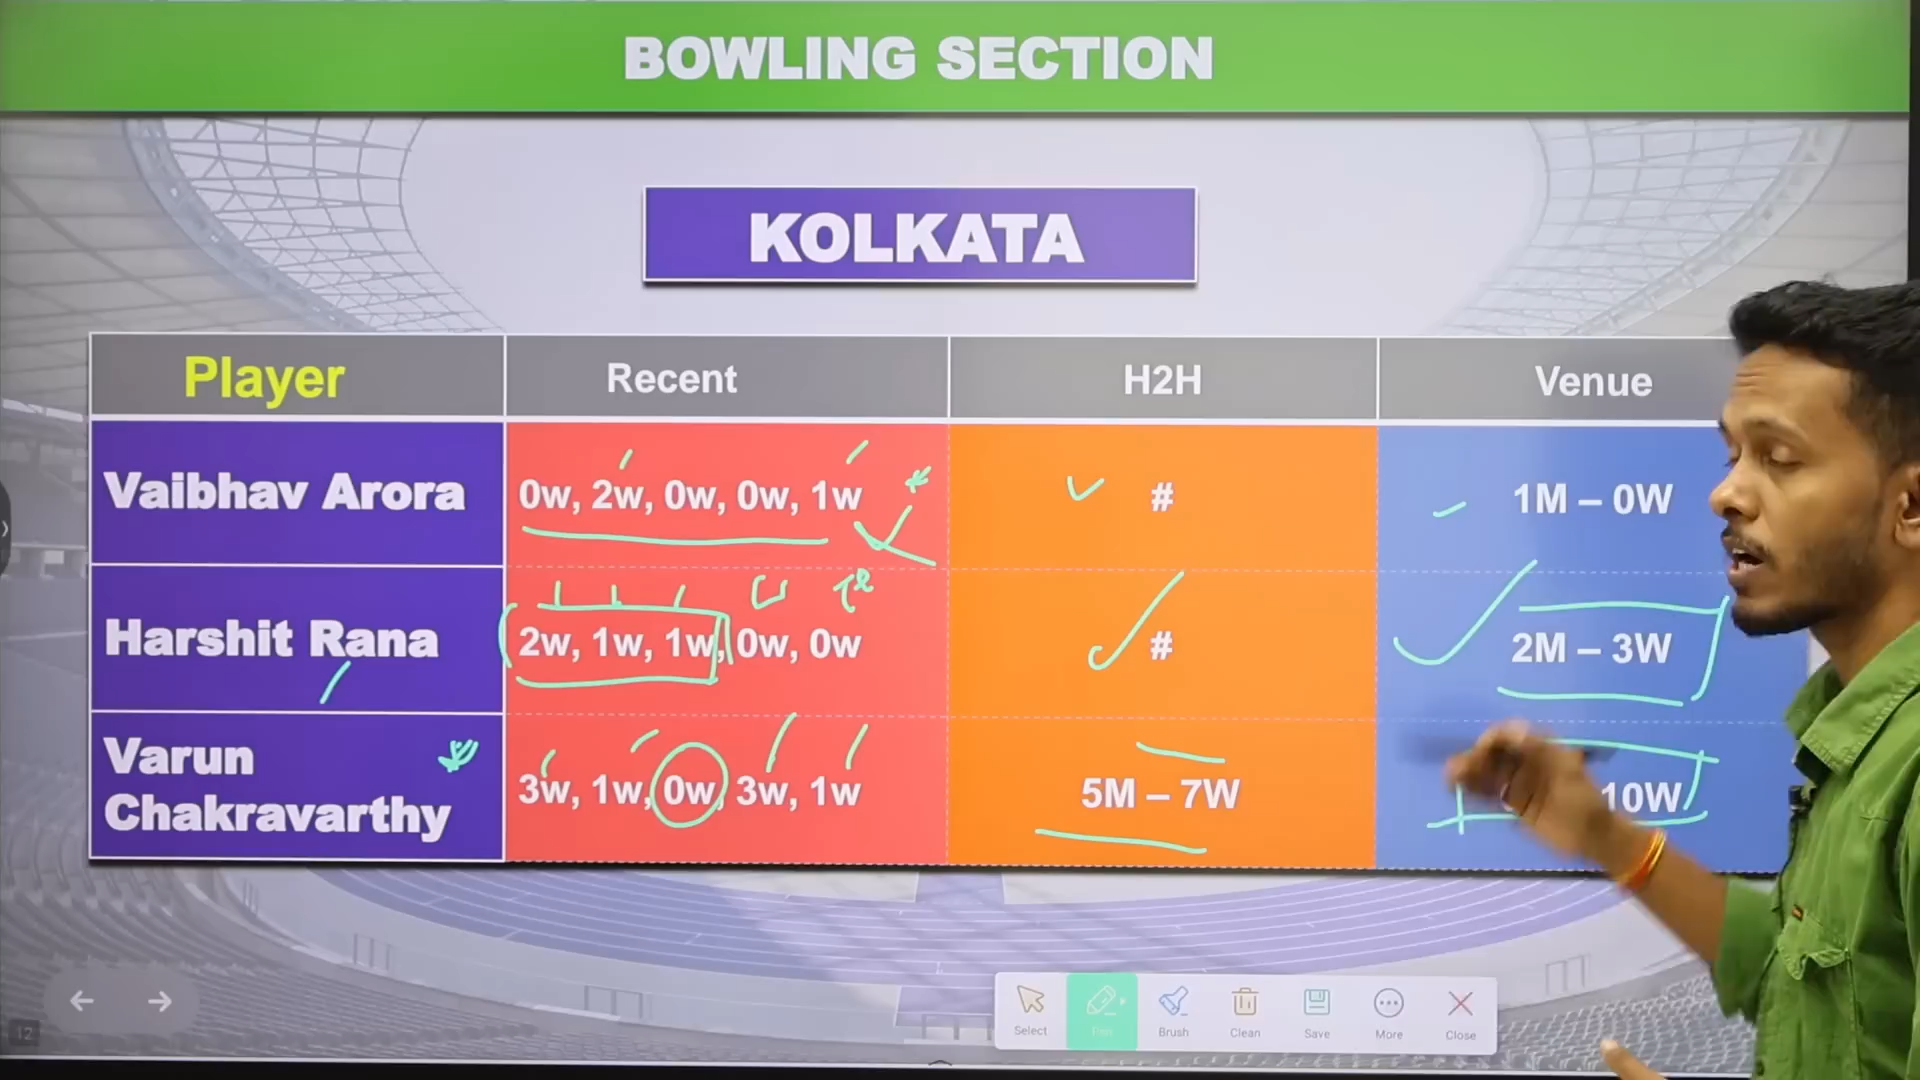 BOWLING SECTION
KOLKATA
Player Recent H2H Venue
Vaibhav Arora 0w, 2w, 0w, 0w, 1w # 1M – 0W
Harshit Rana 2w, 1w, 1w, 0w, 0w # 2M – 3W
Varun
Chakravarthy 3w, 1w, 0w, 3w, 1w 5M – 7W 10W
Select Pen Brush Clean Save More Close
12